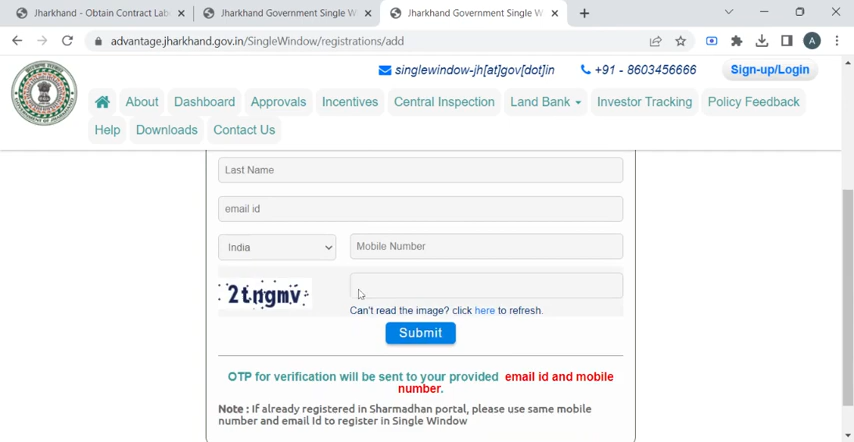 Jharkhand - Obtain Contract Lab
Jharkhand Government Single W
Jharkhand Government Single W
advantage.jharkhand.gov.in/SingleWindow/registrations/add
A
singlewindow-jh[at]gov[dot]in
+91 - 8603456666
Sign-up/Login
About
Dashboard
Approvals
Incentives
Central Inspection
Land Bank
Investor Tracking
Policy Feedback
Help
Downloads
Contact Us
Last Name
email id
India
Mobile Number
2tngmv
Can't read the image? click here to refresh.
Submit
OTP for verification will be sent to your provided email id and mobile
number.
Note : If already registered in Sharmadhan portal, please use same mobile
number and email Id to register in Single Window